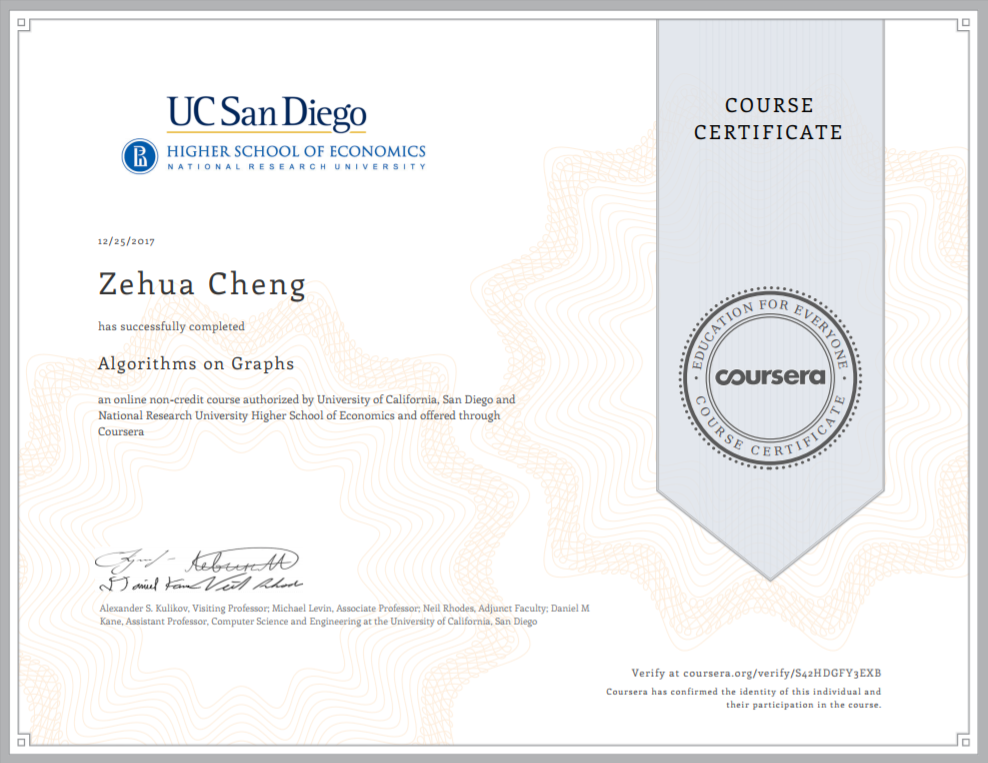 UC San Diego
HIGHER SCHOOL OF ECONOMICS
NATIONAL RESEARCH UNIVERSITY
COURSE
CERTIFICATE
12/25/2017
Zehua Cheng
has successfully completed
Algorithms on Graphs
an online non-credit course authorized by University of California, San Diego and
National Research University Higher School of Economics and offered through
Coursera
EDUCATION FOR EVERYONE
coursera
COURSE CERTIFICATE
Alexander S. Kulikov, Visiting Professor; Michael Levin, Associate Professor; Neil Rhodes, Adjunct Faculty; Daniel M
Kane, Assistant Professor, Computer Science and Engineering at the University of California, San Diego
Verify at coursera.org/verify/S42HDGFY3EXB
Coursera has confirmed the identity of this individual and
their participation in the course.